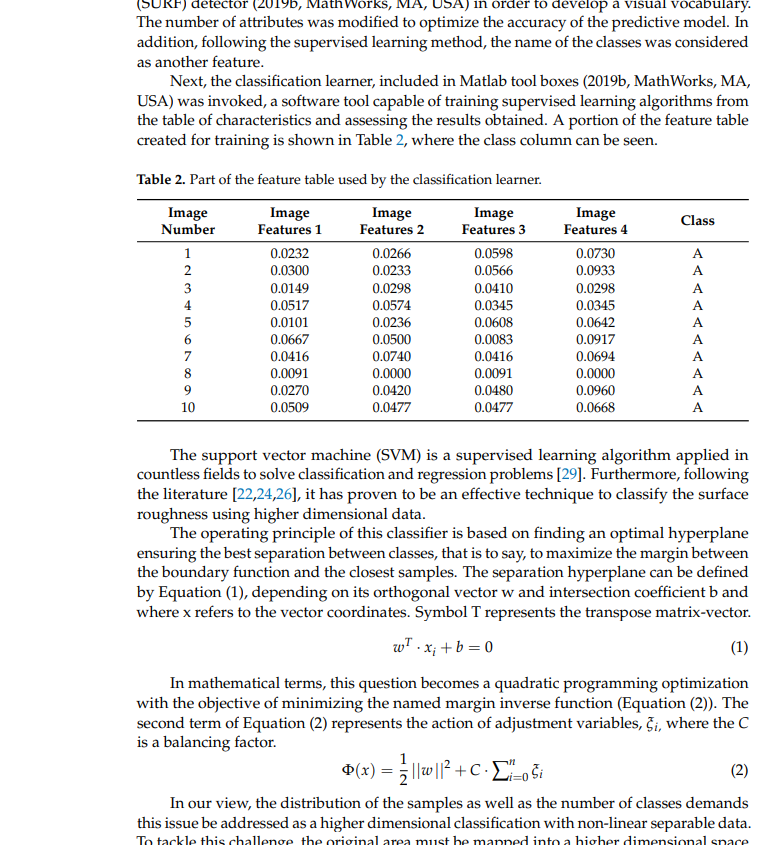 (SURF) detector (2019b, MathWorks, MA, USA) in order to develop a visual vocabulary.
The number of attributes was modified to optimize the accuracy of the predictive model. In
addition, following the supervised learning method, the name of the classes was considered
as another feature.
Next, the classification learner, included in Matlab tool boxes (2019b, MathWorks, MA,
USA) was invoked, a software tool capable of training supervised learning algorithms from
the table of characteristics and assessing the results obtained. A portion of the feature table
created for training is shown in Table 2, where the class column can be seen.
Table 2. Part of the feature table used by the classification learner.
Image Number | Image Features 1 | Image Features 2 | Image Features 3 | Image Features 4 | Class
1 0.0232 0.0266 0.0598 0.0730 A
2 0.0300 0.0233 0.0566 0.0933 A
3 0.0149 0.0298 0.0410 0.0298 A
4 0.0517 0.0574 0.0345 0.0345 A
5 0.0101 0.0236 0.0608 0.0642 A
6 0.0667 0.0500 0.0083 0.0917 A
7 0.0416 0.0740 0.0416 0.0694 A
8 0.0091 0.0000 0.0091 0.0000 A
9 0.0270 0.0420 0.0480 0.0960 A
10 0.0509 0.0477 0.0477 0.0668 A
The support vector machine (SVM) is a supervised learning algorithm applied in
countless fields to solve classification and regression problems [29]. Furthermore, following
the literature [22,24,26], it has proven to be an effective technique to classify the surface
roughness using higher dimensional data.
The operating principle of this classifier is based on finding an optimal hyperplane
ensuring the best separation between classes, that is to say, to maximize the margin between
the boundary function and the closest samples. The separation hyperplane can be defined
by Equation (1), depending on its orthogonal vector w and intersection coefficient b and
where x refers to the vector coordinates. Symbol T represents the transpose matrix-vector.
w^T · x_i + b = 0 (1)
In mathematical terms, this question becomes a quadratic programming optimization
with the objective of minimizing the named margin inverse function (Equation (2)). The
second term of Equation (2) represents the action of adjustment variables, ξ_i, where the C
is a balancing factor.
Φ(x) = 1/2 ||w||² + C · ∑_{i=0}^{n} ξ_i (2)
In our view, the distribution of the samples as well as the number of classes demands
this issue be addressed as a higher dimensional classification with non-linear separable data.
To tackle this challenge, the original area must be mapped into a higher dimensional space